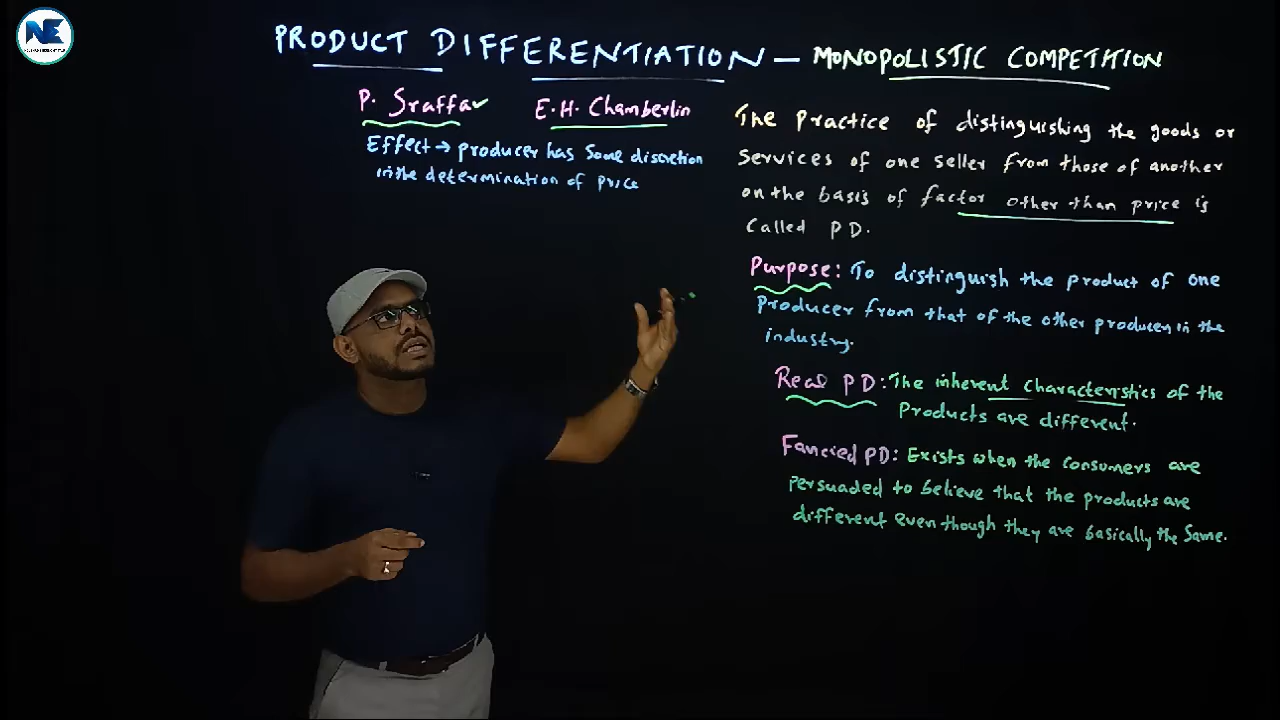 NE
PRODUCT DIFFERENTIATION – MONOPOLISTIC COMPETITION
P. Sraffa✓ E.H. Chamberlin
Effect → producer has some discretion
in the determination of price
The Practice of distinguishing the goods or
services of one seller from those of another
on the basis of factor other than price is
called PD.
Purpose: To distinguish the product of one
Producer from that of the other producer in the
industry.
Real PD: The inherent characteristics of the
Products are different.
Fancied PD: Exists when the consumers are
persuaded to believe that the products are
different even though they are basically the same.